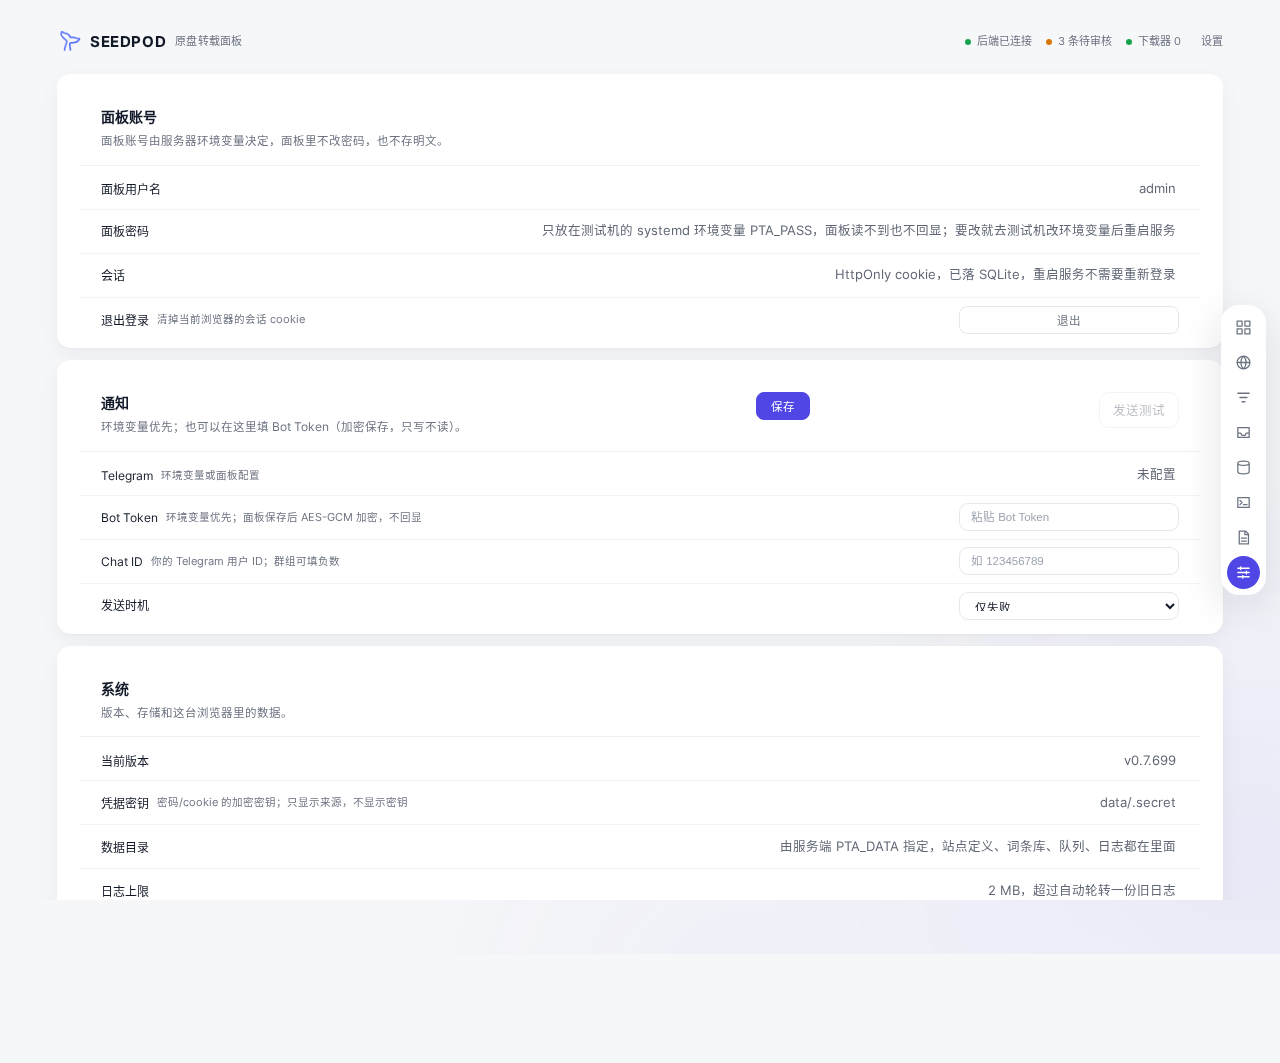 SEEDPOD 原盘转载面板 后端已连接 3 条待审核 下载器 0 设置
面板账号
面板账号由服务器环境变量决定，面板里不改密码，也不存明文。
面板用户名 admin
面板密码 只放在测试机的 systemd 环境变量 PTA_PASS，面板读不到也不回显；要改就去测试机改环境变量后重启服务
会话 HttpOnly cookie，已落 SQLite，重启服务不需要重新登录
退出登录 清掉当前浏览器的会话 cookie 退出
通知 保存 发送测试
环境变量优先；也可以在这里填 Bot Token（加密保存，只写不读）。
Telegram 环境变量或面板配置 未配置
Bot Token 环境变量优先；面板保存后 AES-GCM 加密，不回显 粘贴 Bot Token
Chat ID 你的 Telegram 用户 ID；群组可填负数 如 123456789
发送时机 仅失败
系统
版本、存储和这台浏览器里的数据。
当前版本 v0.7.699
凭据密钥 密码/cookie 的加密密钥；只显示来源，不显示密钥 data/.secret
数据目录 由服务端 PTA_DATA 指定，站点定义、词条库、队列、日志都在里面
日志上限 2 MB，超过自动轮转一份旧日志